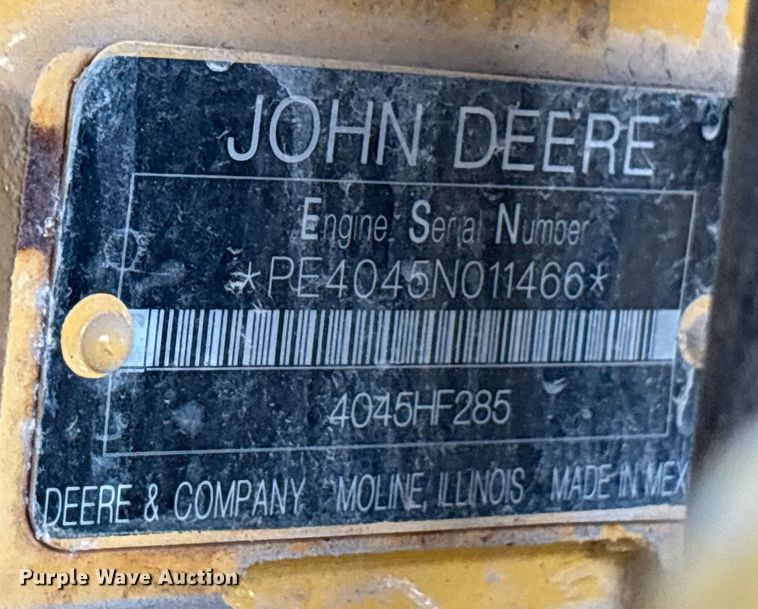 JOHN DEERE
Engine Serial Number
*PE4045N011466*
4045HF285
DEERE & COMPANY MOLINE, ILLINOIS MADE IN MEX
Purple Wave Auction